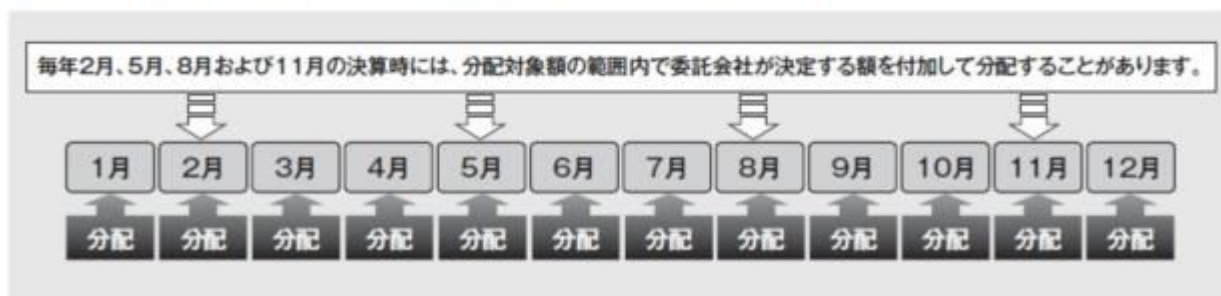 毎年2月、5月、8月および11月の決算時には、分配対象額の範囲内で委託会社が決定する額を付加して分配することがあります。
1月 2月 3月 4月 5月 6月 7月 8月 9月 10月 11月 12月
分配 分配 分配 分配 分配 分配 分配 分配 分配 分配 分配 分配